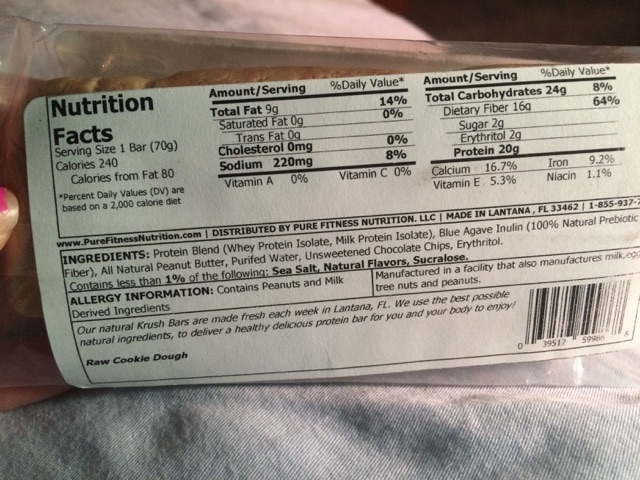 Nutrition
Facts
Serving Size 1 Bar (70g)
Calories 240
Calories from Fat 80
*Percent Daily Values (DV) are
based on a 2,000 calorie diet
Amount/Serving %Daily Value*
Total Fat 9g 14%
Saturated Fat 0g 0%
Trans Fat 0g
Cholesterol 0mg 0%
Sodium 220mg 8%
Vitamin A 0% Vitamin C 0%
Amount/Serving %Daily Value*
Total Carbohydrates 24g 8%
Dietary Fiber 16g 64%
Sugar 2g
Erythritol 2g
Protein 20g
Calcium 16.7% Iron 9.2%
Vitamin E 5.3% Niacin 1.1%
www.PureFitnessNutrition.com | DISTRIBUTED BY PURE FITNESS NUTRITION. LLC | MADE IN LANTANA, FL 33462 | 1-855-937-
INGREDIENTS: Protein Blend (Whey Protein Isolate, Milk Protein Isolate), Blue Agave Inulin (100% Natural Prebiotic
Fiber), All Natural Peanut Butter, Purifed Water, Unsweetened Chocolate Chips, Erythritol.
Contains less than 1% of the following: Sea Salt, Natural Flavors, Sucralose.
ALLERGY INFORMATION: Contains Peanuts and Milk
Derived Ingredients
Manufactured in a facility that also manufactures milk,egg
tree nuts and peanuts.
Our natural Krush Bars are made fresh each week in Lantana, FL. We use the best possible
natural ingredients, to deliver a healthy delicious protein bar for you and your body to enjoy!
Raw Cookie Dough
0 39517 8